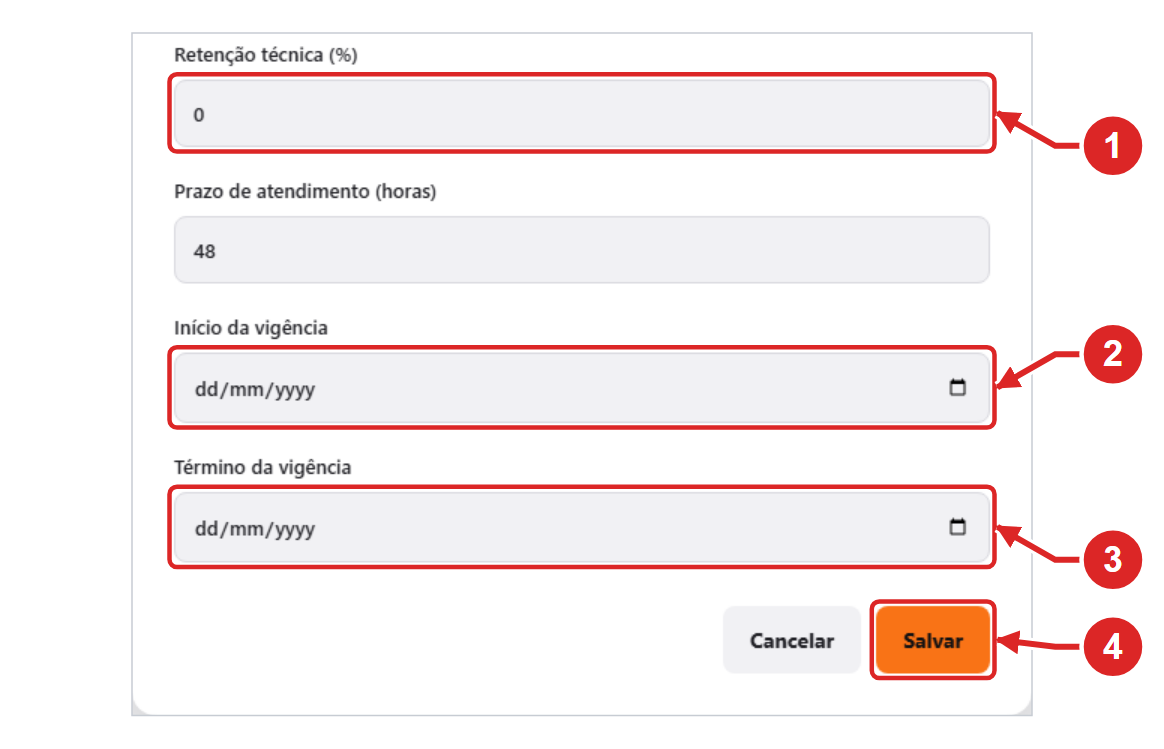 Retenção técnica (%)
0
1
Prazo de atendimento (horas)
48
Início da vigência
dd/mm/yyyy
2
Término da vigência
dd/mm/yyyy
3
Cancelar
Salvar
4